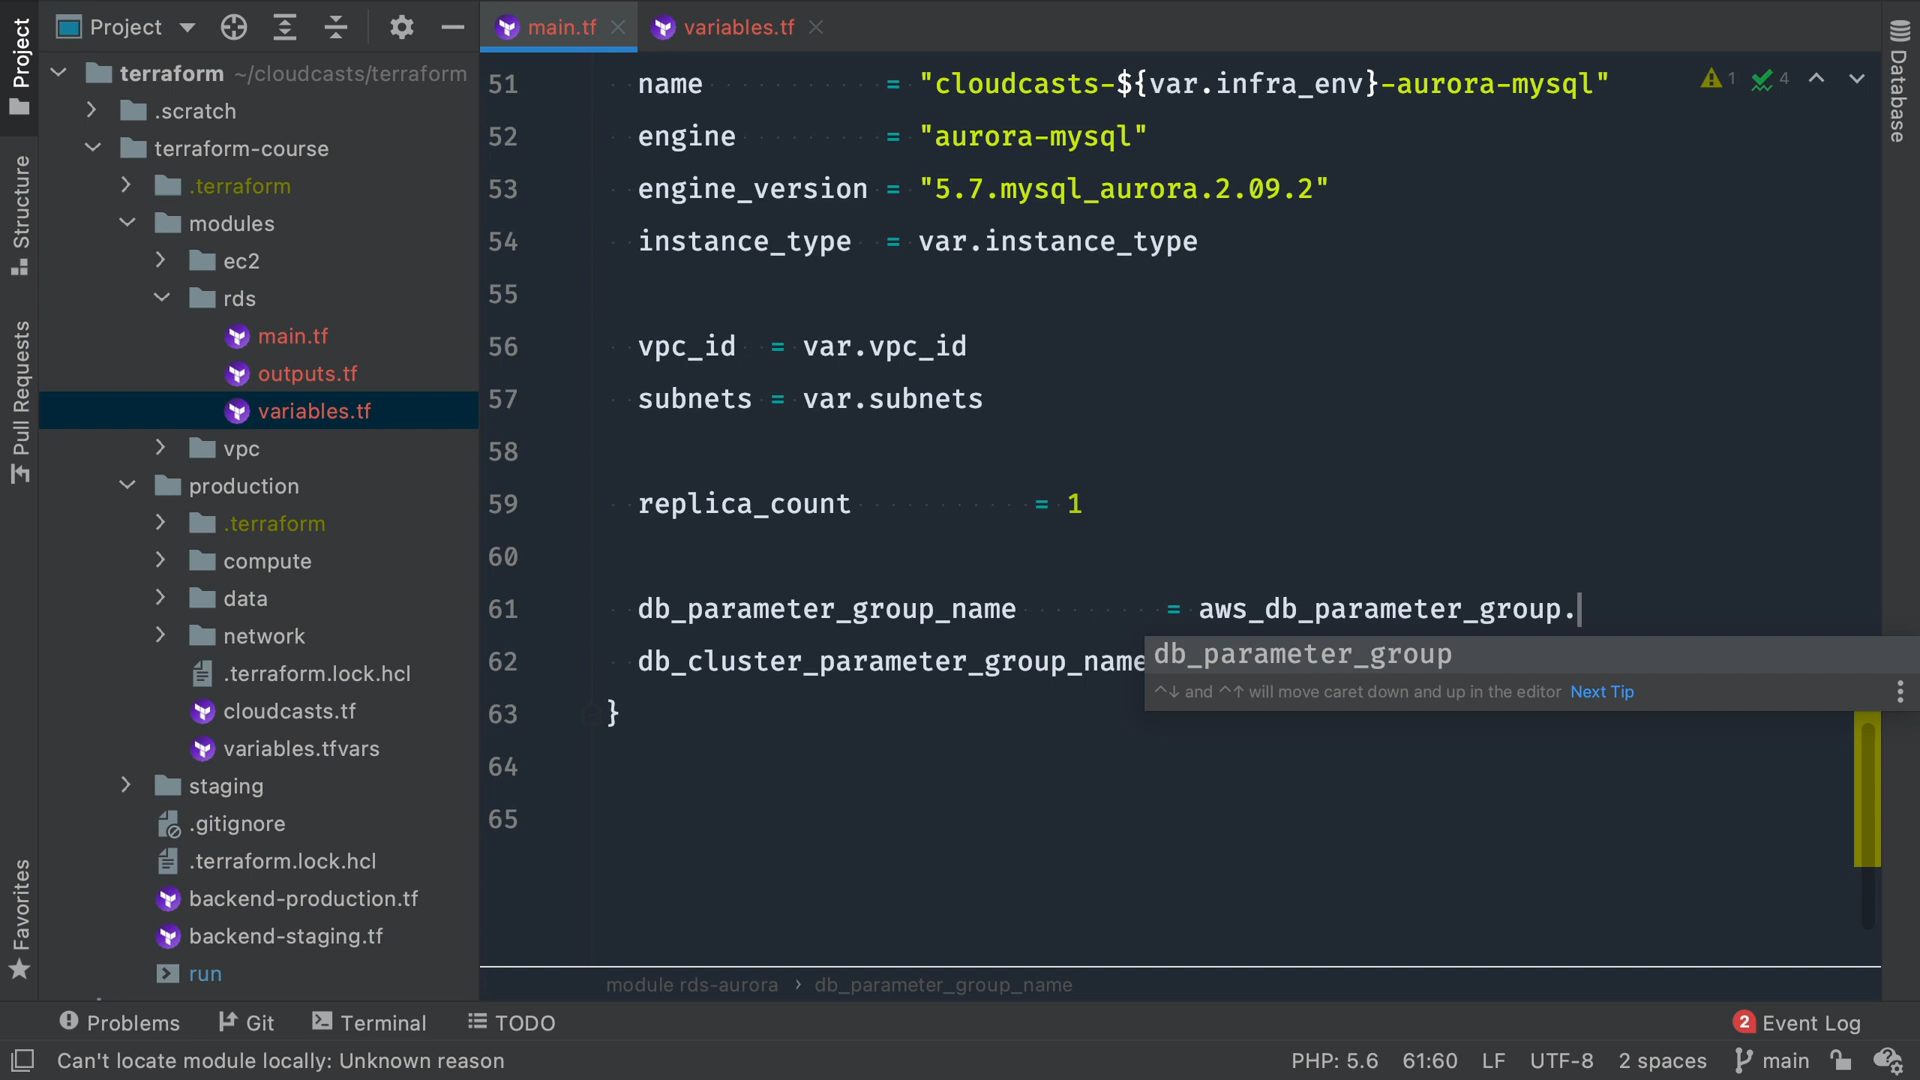 Project
Structure
Pull Requests
Favorites
Project
terraform ~/cloudcasts/terraform
.scratch
terraform-course
.terraform
modules
ec2
rds
main.tf
outputs.tf
variables.tf
vpc
production
.terraform
compute
data
network
.terraform.lock.hcl
cloudcasts.tf
variables.tfvars
staging
.gitignore
.terraform.lock.hcl
backend-production.tf
backend-staging.tf
run
main.tf
variables.tf
1 4
51 name = "cloudcasts-${var.infra_env}-aurora-mysql"
52 engine = "aurora-mysql"
53 engine_version = "5.7.mysql_aurora.2.09.2"
54 instance_type = var.instance_type
55
56 vpc_id = var.vpc_id
57 subnets = var.subnets
58
59 replica_count = 1
60
61 db_parameter_group_name = aws_db_parameter_group.
62 db_cluster_parameter_group_name
63 }
64
65
db_parameter_group
^↓ and ^↑ will move caret down and up in the editor Next Tip
module rds-aurora › db_parameter_group_name
Database
Problems Git Terminal TODO
2 Event Log
Can't locate module locally: Unknown reason
PHP: 5.6 61:60 LF UTF-8 2 spaces main